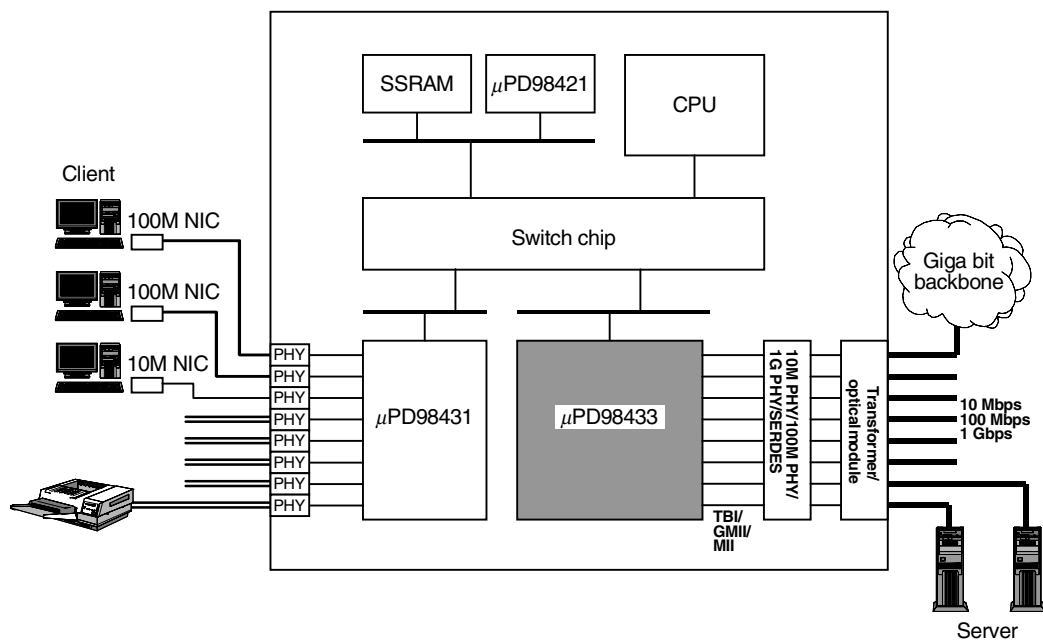 SSRAM
μPD98421
CPU
Client
100M NIC
Switch chip
100M NIC
Giga bit
backbone
10M NIC
PHY
PHY
PHY
PHY
PHY
PHY
PHY
PHY
μPD98431
μPD98433
10M PHY/100M PHY/
1G PHY/SERDES
Transformer/
optical module
10 Mbps
100 Mbps
1 Gbps
TBI/
GMII/
MII
Server